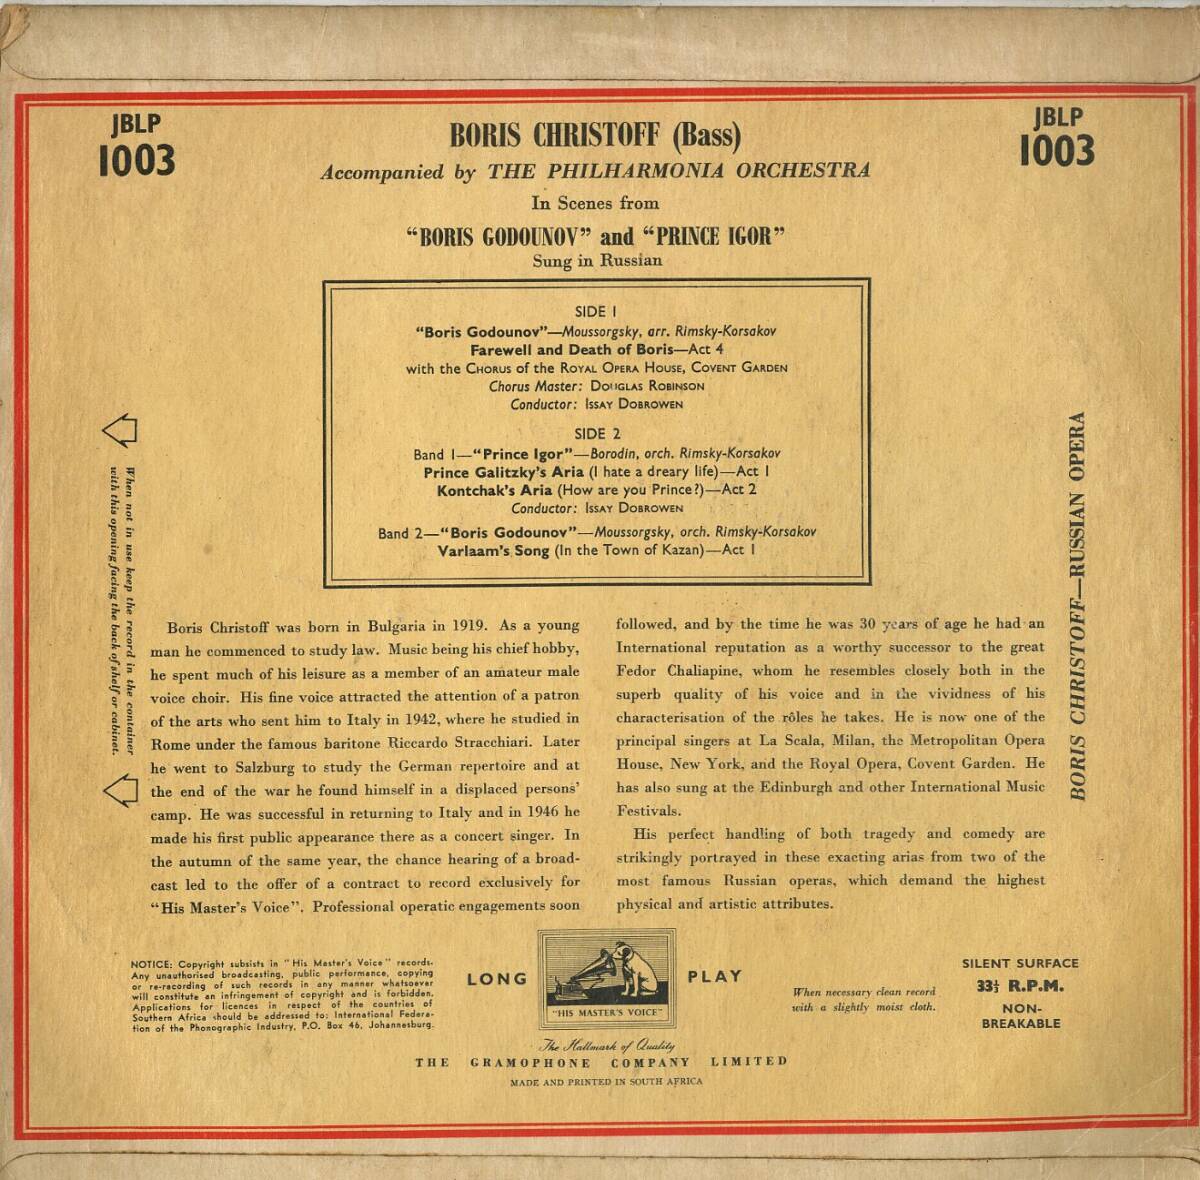 JBLP
1003
JBLP
1003
BORIS CHRISTOFF (Bass)
Accompanied by THE PHILHARMONIA ORCHESTRA
In Scenes from
“BORIS GODOUNOV” and “PRINCE IGOR”
Sung in Russian
SIDE 1
“Boris Godounov”—Moussorgsky, arr. Rimsky-Korsakov
Farewell and Death of Boris—Act 4
with the CHORUS of the ROYAL OPERA HOUSE, COVENT GARDEN
Chorus Master: DOUGLAS ROBINSON
Conductor: ISSAY DOBROWEN
SIDE 2
Band 1—“Prince Igor”—Borodin, orch. Rimsky-Korsakov
Prince Galitzky's Aria (I hate a dreary life)—Act 1
Kontchak's Aria (How are you Prince?)—Act 2
Conductor: ISSAY DOBROWEN
Band 2—“Boris Godounov”—Moussorgsky, orch. Rimsky-Korsakov
Varlaam's Song (In the Town of Kazan)—Act 1
When not in use keep the record in the container
with this opening facing the back of shelf or cabinet.
BORIS CHRISTOFF—RUSSIAN OPERA
Boris Christoff was born in Bulgaria in 1919. As a young
man he commenced to study law. Music being his chief hobby,
he spent much of his leisure as a member of an amateur male
voice choir. His fine voice attracted the attention of a patron
of the arts who sent him to Italy in 1942, where he studied in
Rome under the famous baritone Riccardo Stracchiari. Later
he went to Salzburg to study the German repertoire and at
the end of the war he found himself in a displaced persons'
camp. He was successful in returning to Italy and in 1946 he
made his first public appearance there as a concert singer. In
the autumn of the same year, the chance hearing of a broad-
cast led to the offer of a contract to record exclusively for
“His Master's Voice”. Professional operatic engagements soon
followed, and by the time he was 30 years of age he had an
International reputation as a worthy successor to the great
Fedor Chaliapine, whom he resembles closely both in the
superb quality of his voice and in the vividness of his
characterisation of the rôles he takes. He is now one of the
principal singers at La Scala, Milan, the Metropolitan Opera
House, New York, and the Royal Opera, Covent Garden. He
has also sung at the Edinburgh and other International Music
Festivals.
His perfect handling of both tragedy and comedy are
strikingly portrayed in these exacting arias from two of the
most famous Russian operas, which demand the highest
physical and artistic attributes.
NOTICE: Copyright subsists in “His Master's Voice” records.
Any unauthorised broadcasting, public performance, copying
or re-racording of such records in any manner whatsoever
will constitute an infringement of copyright and is forbidden.
Applications for licences in respect of the countries of
Southern Africa should be addressed to: International Federa-
tion of the Phonographic Industry, P.O. Box 46, Johannesburg.
LONG PLAY
“HIS MASTER'S VOICE”
The Hallmark of Quality
THE GRAMOPHONE COMPANY LIMITED
MADE AND PRINTED IN SOUTH AFRICA
When necessary clean record
with a slightly moist cloth.
SILENT SURFACE
33⅓ R.P.M.
NON-
BREAKABLE